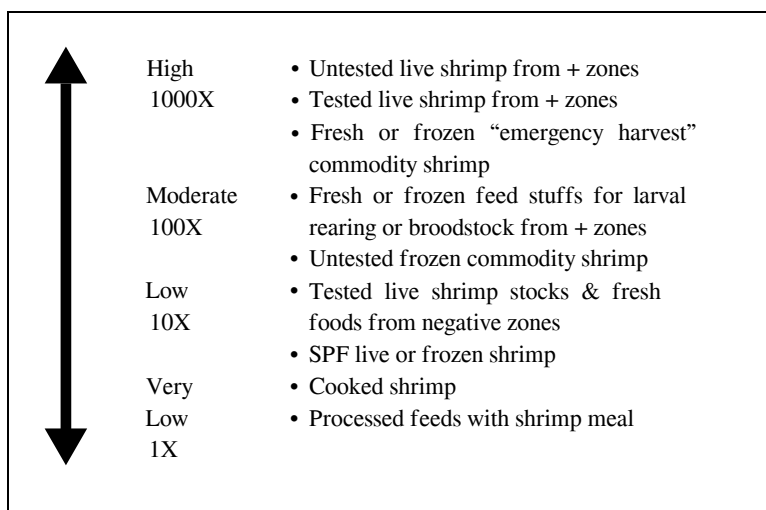 High • Untested live shrimp from + zones
1000X • Tested live shrimp from + zones
• Fresh or frozen “emergency harvest”
commodity shrimp
Moderate • Fresh or frozen feed stuffs for larval
100X rearing or broodstock from + zones
• Untested frozen commodity shrimp
Low • Tested live shrimp stocks & fresh
10X foods from negative zones
• SPF live or frozen shrimp
Very • Cooked shrimp
Low • Processed feeds with shrimp meal
1X